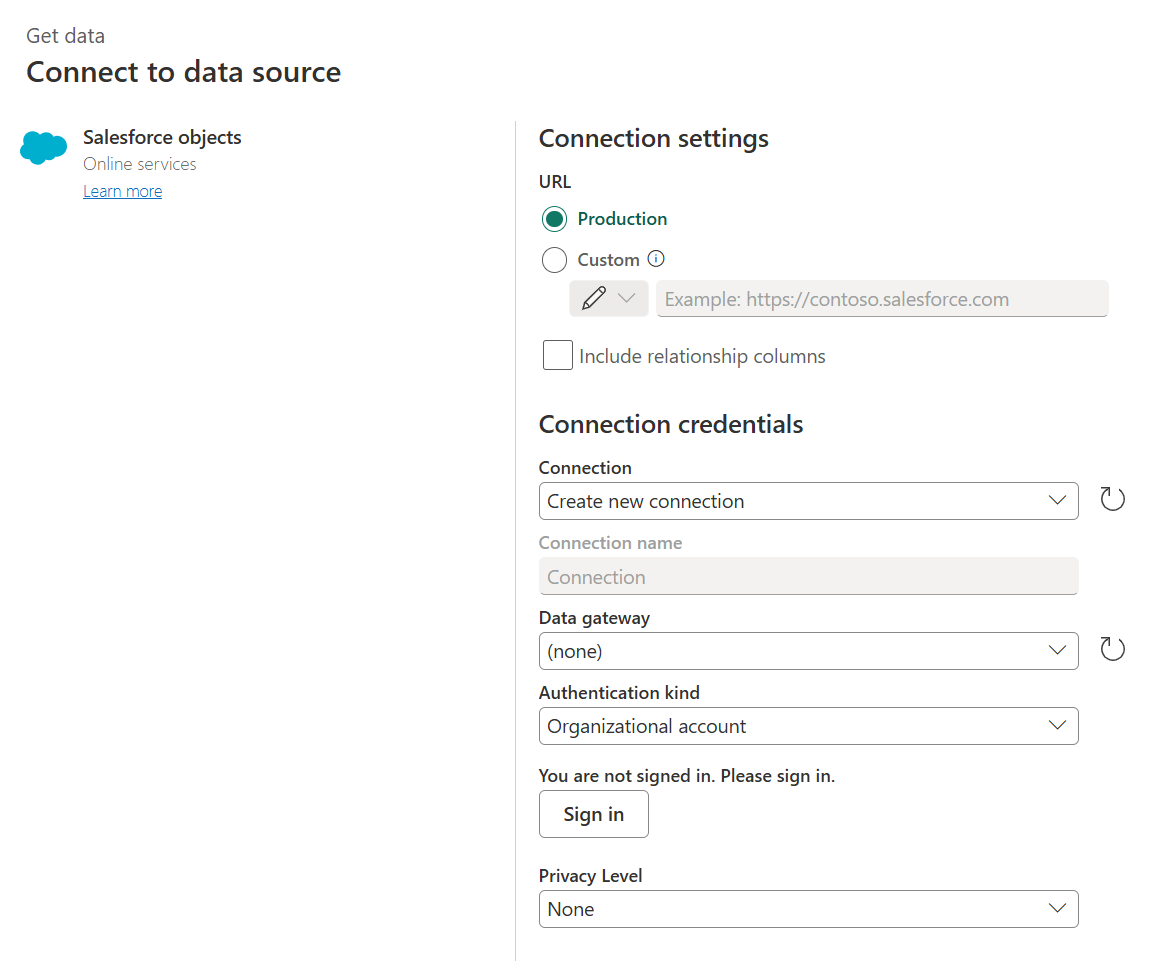 Get data
Connect to data source
Salesforce objects
Online services
Learn more
Connection settings
URL
Production
Custom
Example: https://contoso.salesforce.com
Include relationship columns
Connection credentials
Connection
Create new connection
Connection name
Connection
Data gateway
(none)
Authentication kind
Organizational account
You are not signed in. Please sign in.
Sign in
Privacy Level
None